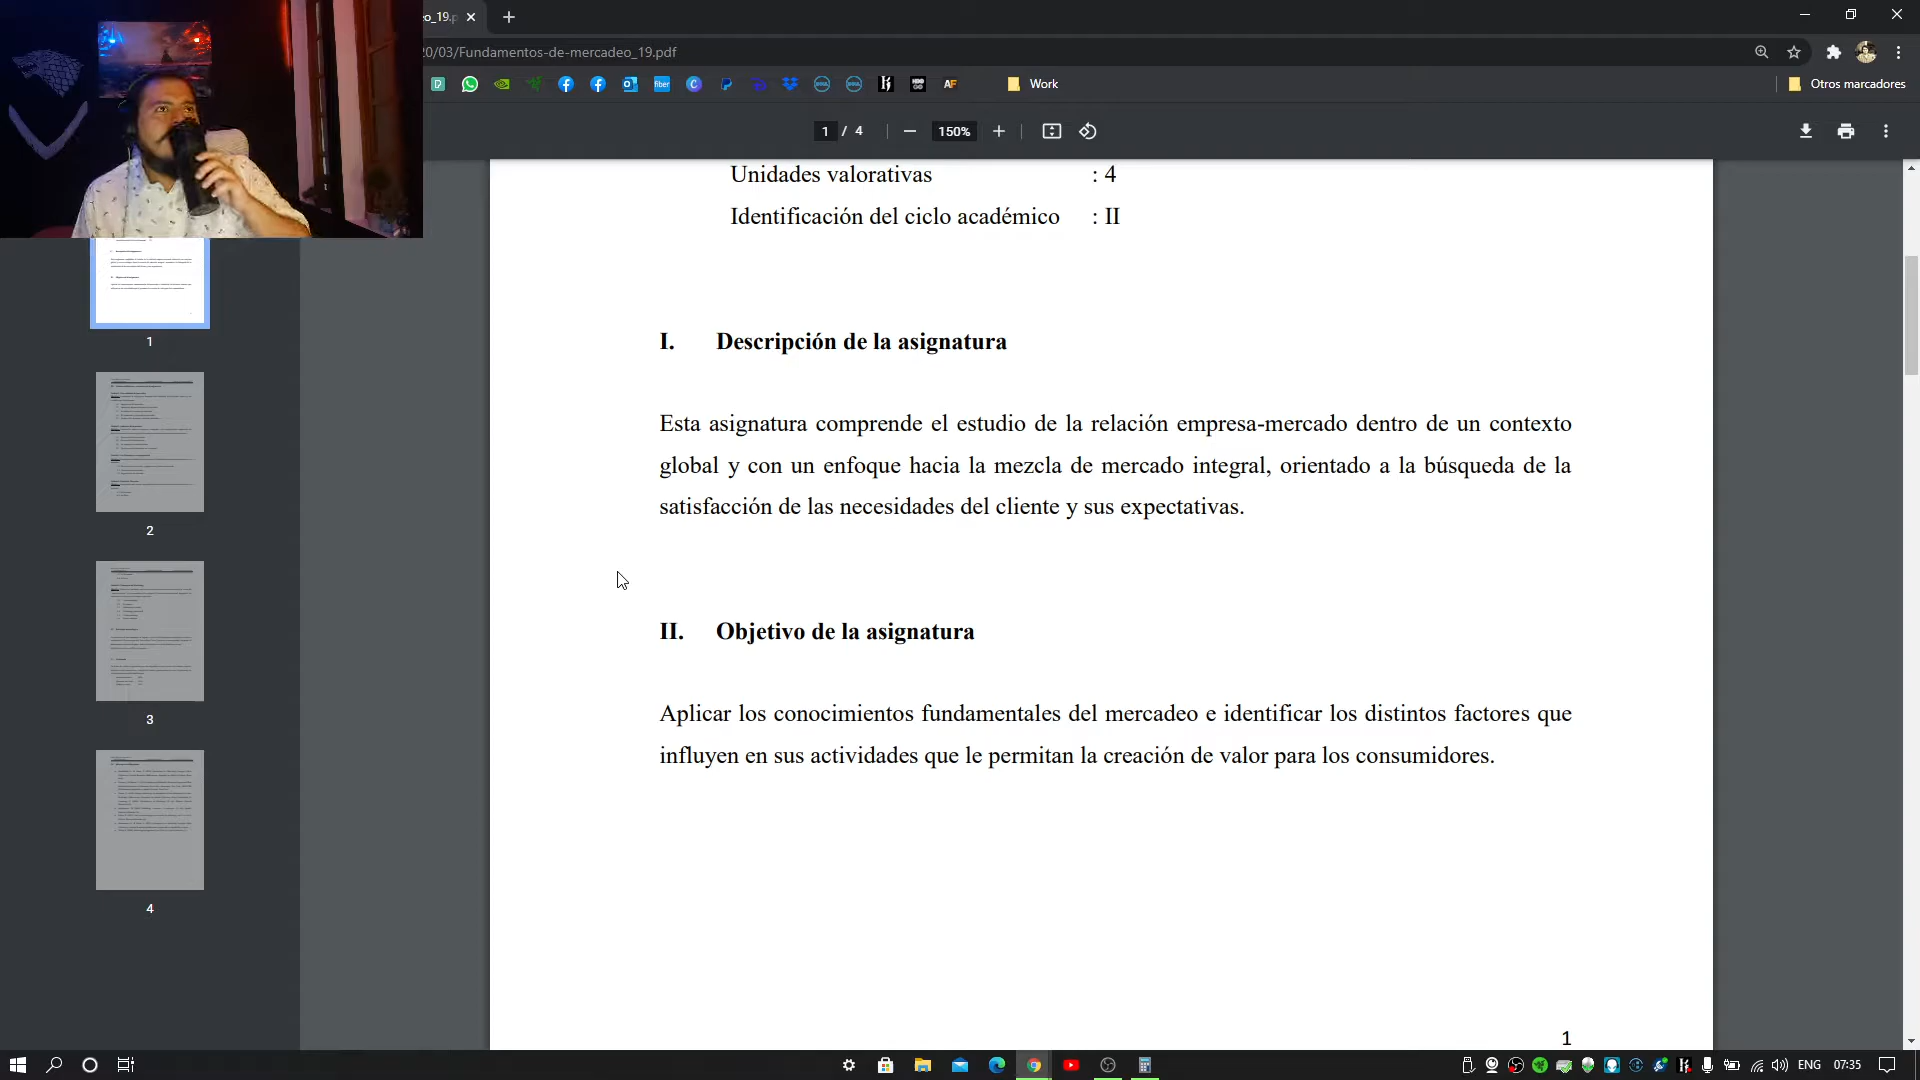 o_19.p
20/03/Fundamentos-de-mercadeo_19.pdf
fiber
HBO GO
AF
Work
Otros marcadores
1 / 4
150%
Unidades valorativas : 4
Identificación del ciclo académico : II
I. Descripción de la asignatura
Esta asignatura comprende el estudio de la relación empresa-mercado dentro de un contexto
global y con un enfoque hacia la mezcla de mercado integral, orientado a la búsqueda de la
satisfacción de las necesidades del cliente y sus expectativas.
II. Objetivo de la asignatura
Aplicar los conocimientos fundamentales del mercadeo e identificar los distintos factores que
influyen en sus actividades que le permitan la creación de valor para los consumidores.
1
1
2
3
4
ENG
07:35